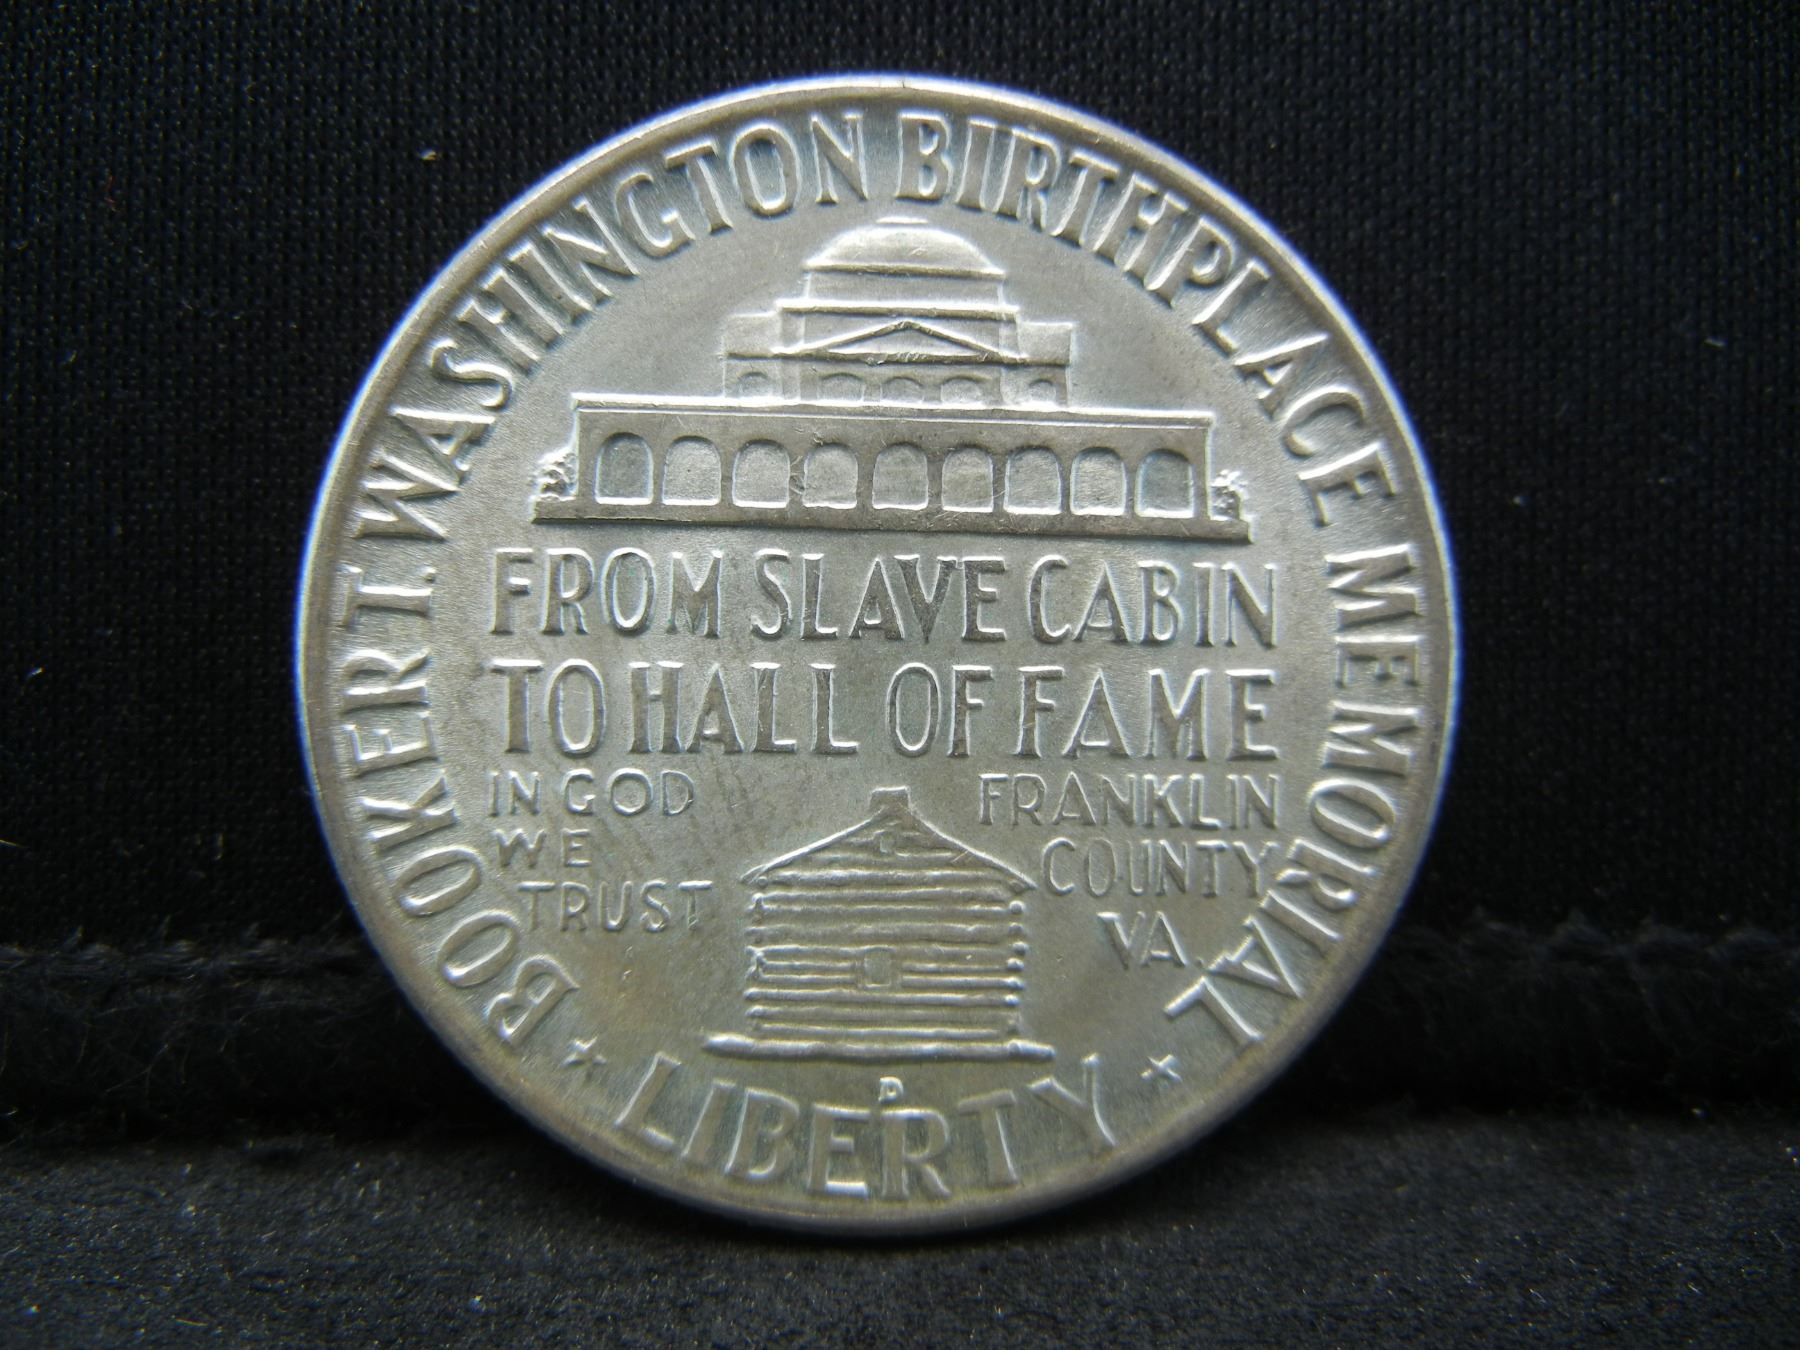 BOOKER T. WASHINGTON BIRTHPLACE MEMORIAL
FROM SLAVE CABIN
TO HALL OF FAME
IN GOD
WE
TRUST
FRANKLIN
COUNTY
VA.
D
LIBERTY